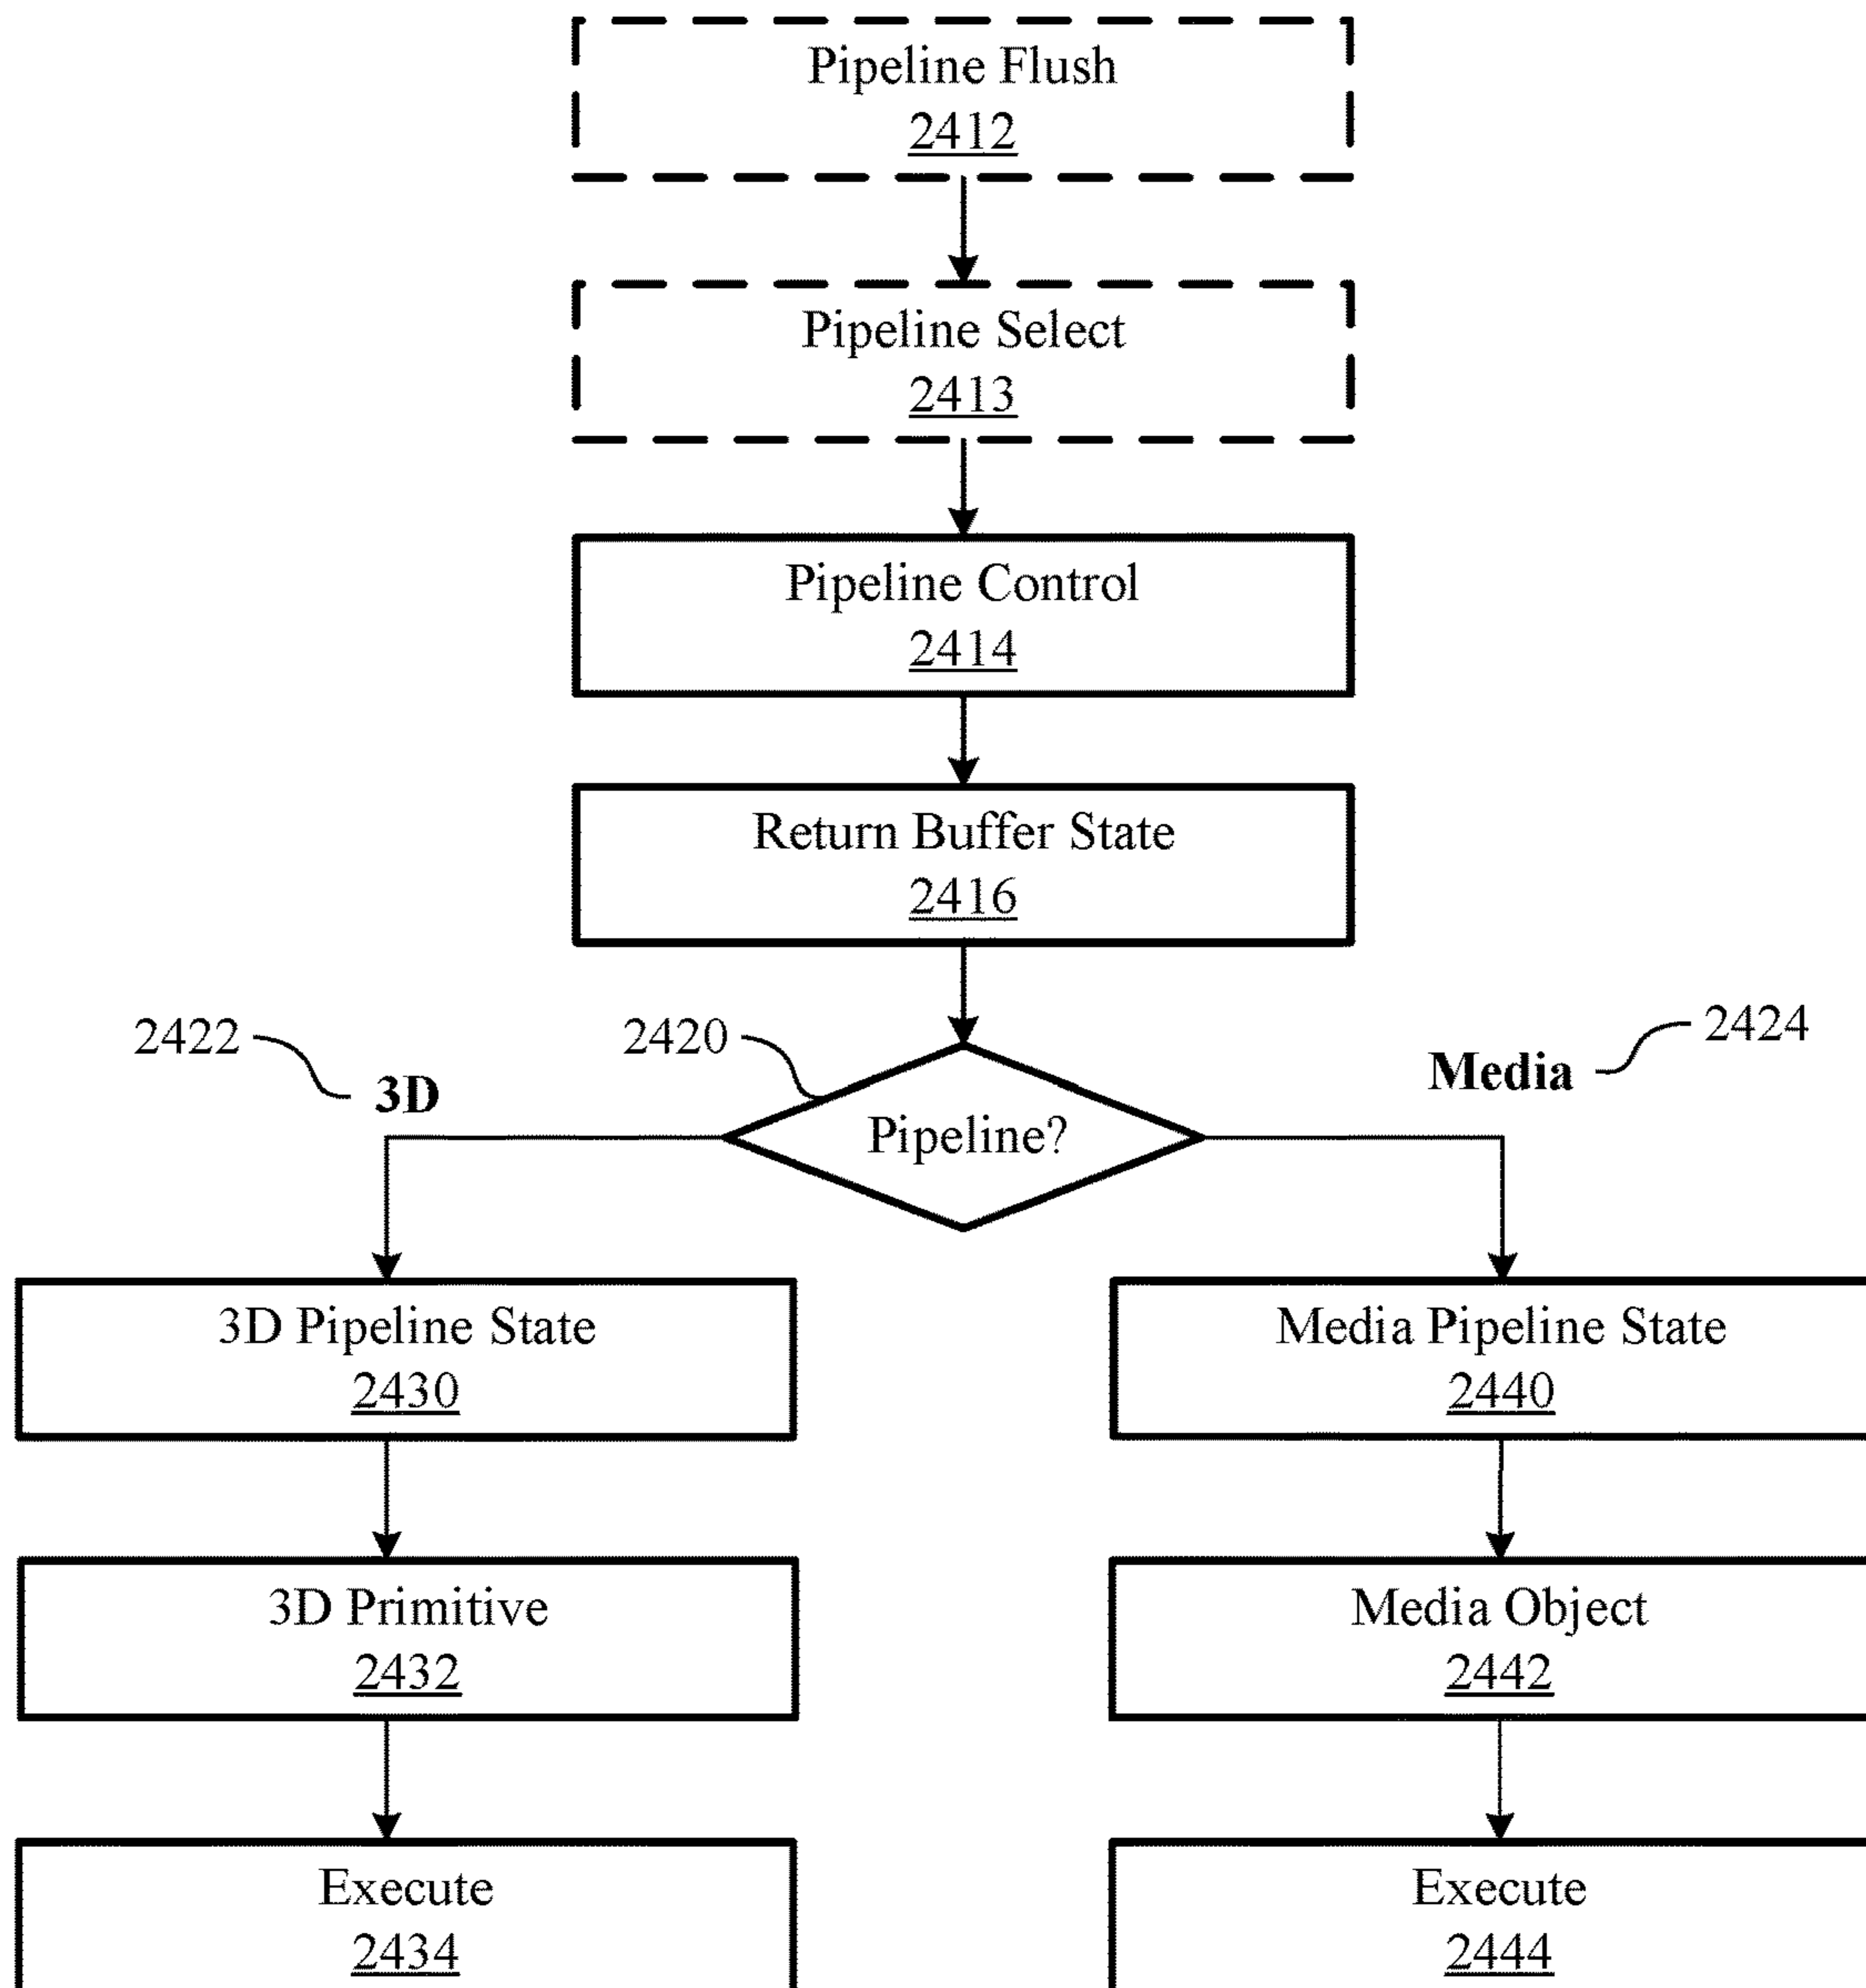 Pipeline Flush
2412
Pipeline Select
2413
Pipeline Control
2414
Return Buffer State
2416
2422
2420
2424
3D
Media
Pipeline?
3D Pipeline State
2430
Media Pipeline State
2440
3D Primitive
2432
Media Object
2442
Execute
2434
Execute
2444